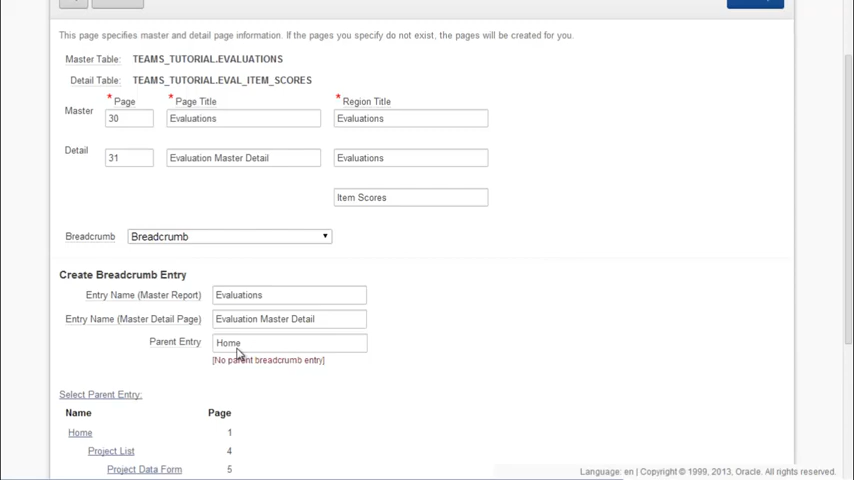 This page specifies master and detail page information. If the pages you specify do not exist, the pages will be created for you.
Master Table: TEAMS_TUTORIAL.EVALUATIONS
Detail Table: TEAMS_TUTORIAL.EVAL_ITEM_SCORES
* Page * Page Title * Region Title
Master 30 Evaluations Evaluations
Detail 31 Evaluation Master Detail Evaluations
Item Scores
Breadcrumb Breadcrumb
Create Breadcrumb Entry
Entry Name (Master Report) Evaluations
Entry Name (Master Detail Page) Evaluation Master Detail
Parent Entry Home
[No parent breadcrumb entry]
Select Parent Entry:
Name Page
Home 1
Project List 4
Project Data Form 5
Language: en | Copyright © 1999, 2013, Oracle. All rights reserved.